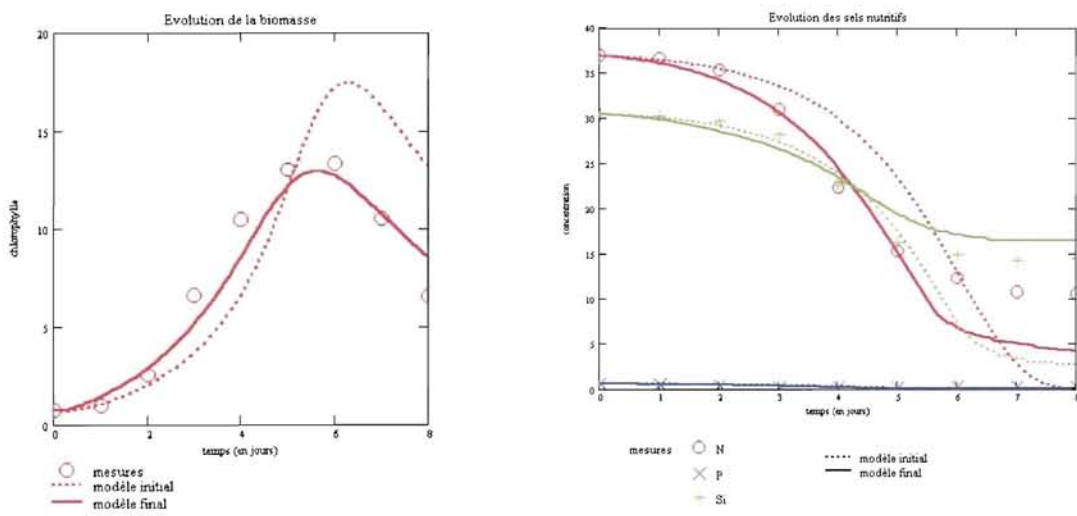 Evolution de la biomasse
20
15
10
5
0
0
2
4
6
8
chlorophylle
temps (en jours)
mesures
modèle initial
modèle final
Evolution des sels nutritifs
40
35
30
25
20
15
10
5
0
0
1
2
3
4
5
6
7
8
concentration
temps (en jours)
mesures
N
P
Si
modèle initial
modèle final